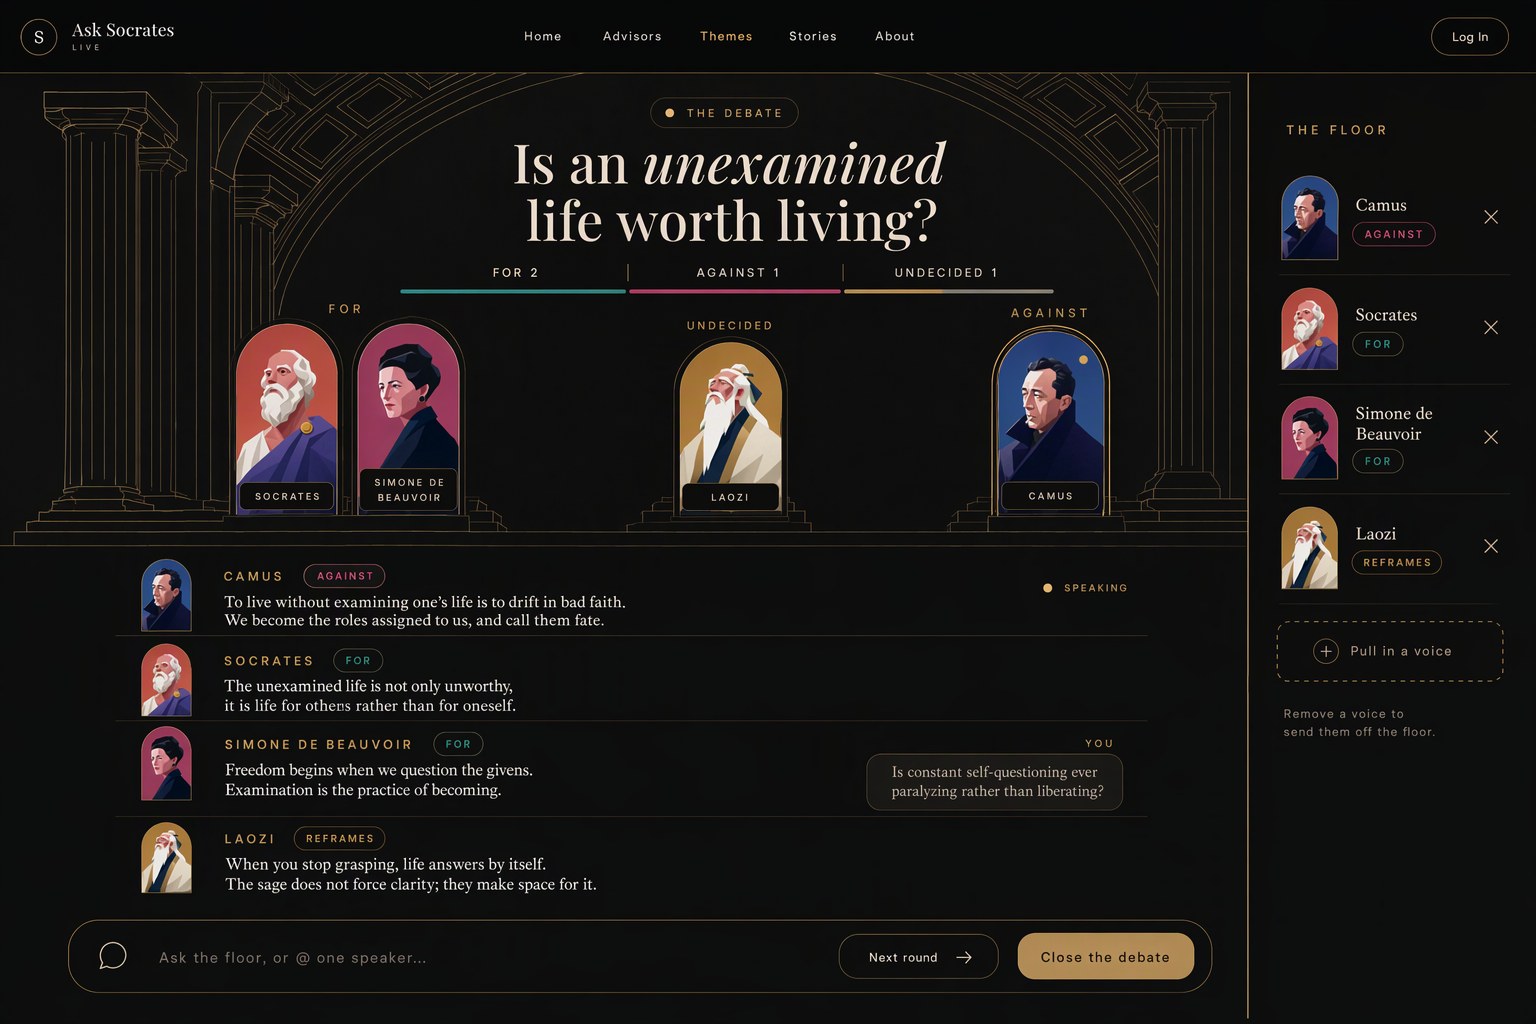 S
Ask Socrates
LIVE
Home
Advisors
Themes
Stories
About
Log In
THE DEBATE
Is an unexamined
life worth living?
FOR 2
AGAINST 1
UNDECIDED 1
FOR
UNDECIDED
AGAINST
SOCRATES
SIMONE DE
BEAUVOIR
LAOZI
CAMUS
CAMUS
AGAINST
To live without examining one’s life is to drift in bad faith.
We become the roles assigned to us, and call them fate.
SPEAKING
SOCRATES
FOR
The unexamined life is not only unworthy,
it is life for others rather than for oneself.
SIMONE DE BEAUVOIR
FOR
Freedom begins when we question the givens.
Examination is the practice of becoming.
YOU
Is constant self-questioning ever
paralyzing rather than liberating?
LAOZI
REFRAMES
When you stop grasping, life answers by itself.
The sage does not force clarity; they make space for it.
Ask the floor, or @ one speaker...
Next round
Close the debate
THE FLOOR
Camus
AGAINST
Socrates
FOR
Simone de
Beauvoir
FOR
Laozi
REFRAMES
Pull in a voice
Remove a voice to
send them off the floor.